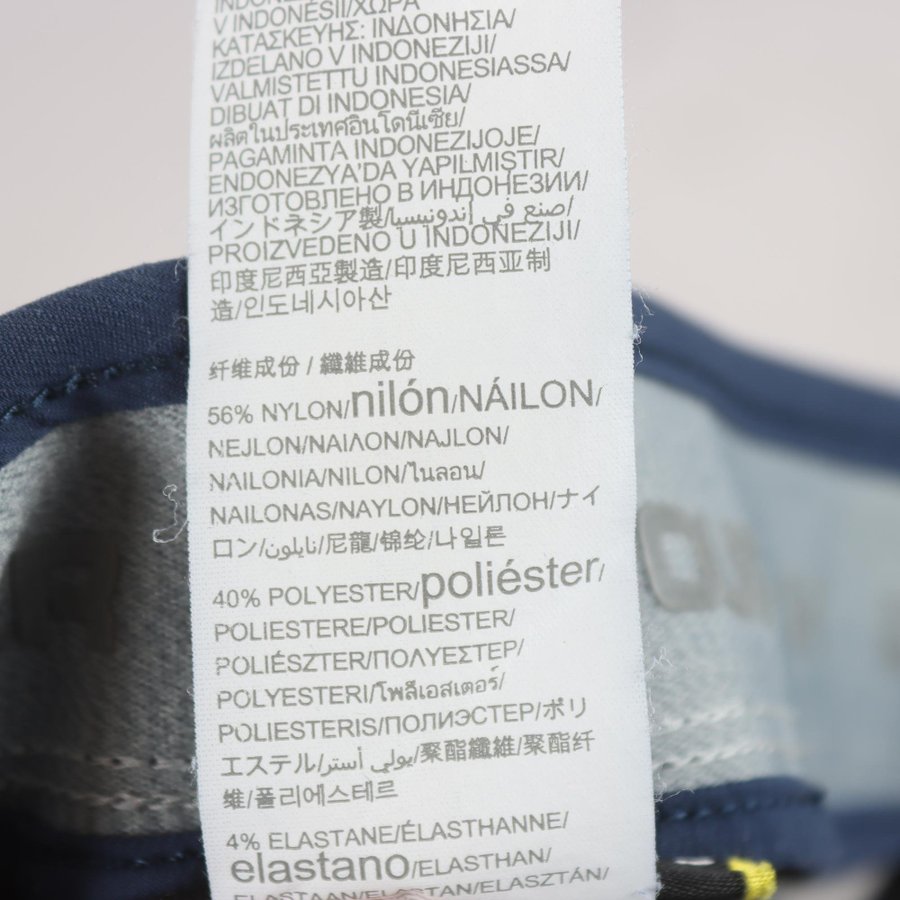 V INDONÉSII/ΧΩΡΑ
ΚΑΤΑΣΚΕΥΗΣ: ΙΝΔΟΝΗΣΙΑ/
IZDELANO V INDONEZIJI/
VALMISTETTU INDONESIASSA/
DIBUAT DI INDONESIA/
ผลิตในประเทศอินโดนีเซีย/
PAGAMINTA INDONEZIJOJE/
ENDONEZYA'DA YAPILMIŞTIR/
ИЗГОТОВЛЕНО В ИНДОНЕЗИИ/
インドネシア製/صنع في إندونيسيا/
PROIZVEDENO U INDONEZIJI/
印度尼西亞製造/印度尼西亚制
造/인도네시아산
纤维成份 / 纖維成份
56% NYLON/nilón/NÁILON/
NEJLON/ΝΑΙΛΟΝ/NAJLON/
NAILONIA/NILON/ไนลอน/
NAILONAS/NAYLON/НЕЙЛОН/ナイ
ロン/نايلون/尼龍/锦纶/나일론
40% POLYESTER/poliéster/
POLIESTERE/POLIESTER/
POLIÉSZTER/ΠΟΛΥΕΣΤΕΡ/
POLYESTERI/โพลีเอสเตอร์/
POLIESTERIS/ПОЛИЭСТЕР/ポリ
エステル/يولي أستر/聚酯纖維/聚酯纤
维/폴리에스테르
4% ELASTANE/ÉLASTHANNE/
elastano/ELASTHAN/
ELASTAAN/ELASTAN/ELASZTÁN/